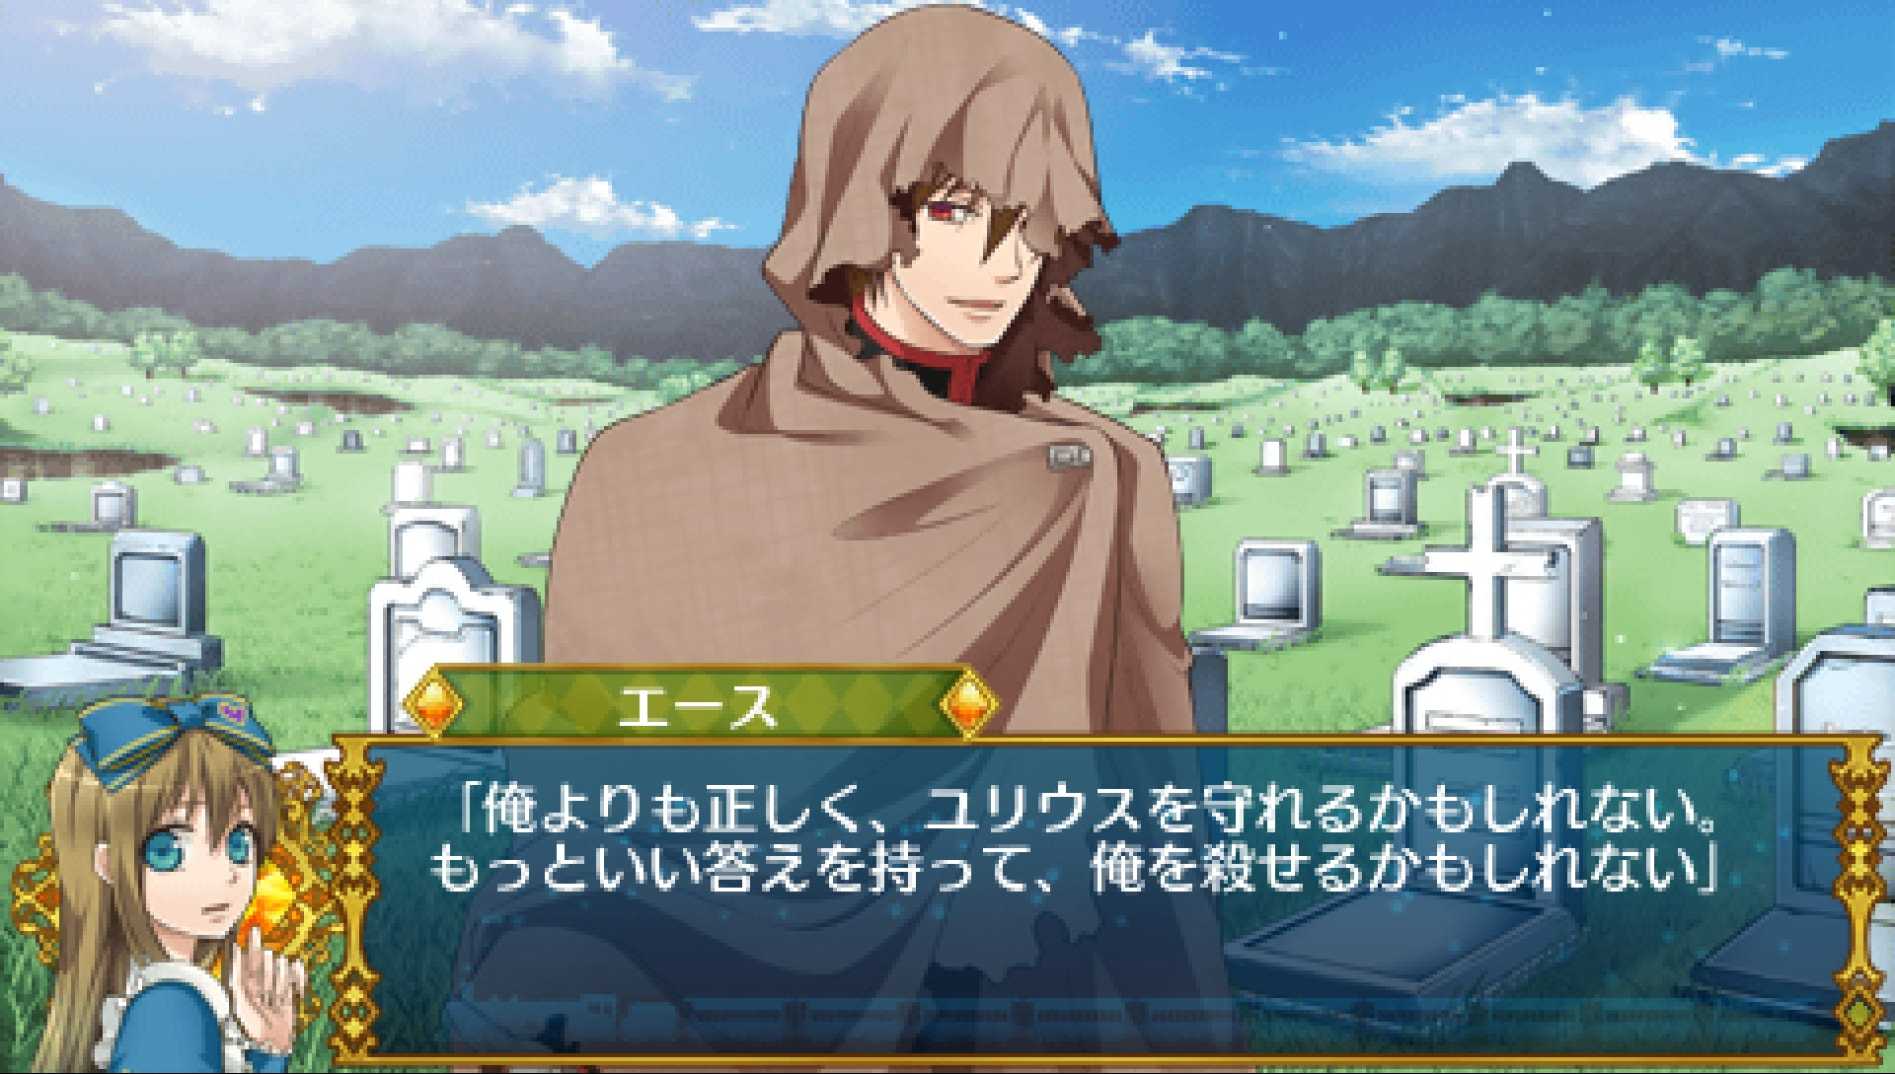 エース
「俺よりも正しく、ユリウスを守れるかもしれない。
もっといい答えを持って、俺を殺せるかもしれない」